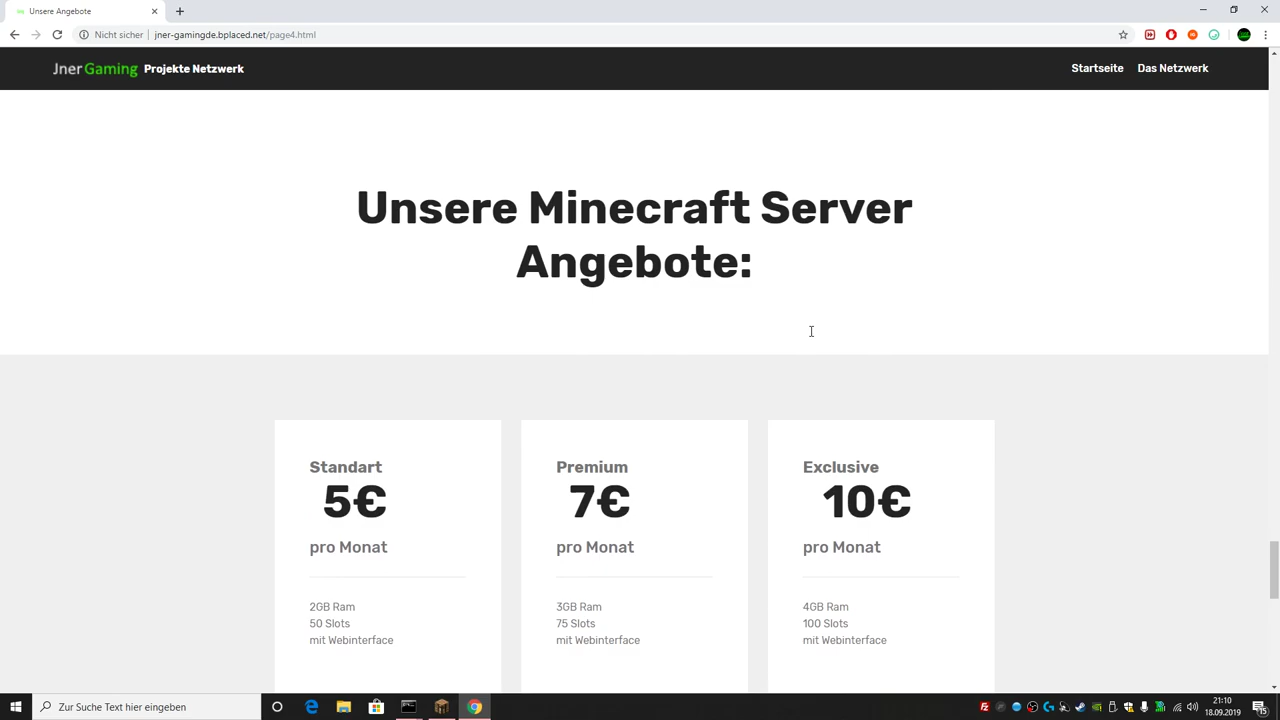 Unsere Angebote
Nicht sicher
jner-gamingde.bplaced.net/page4.html
Jner Gaming Projekte Netzwerk
Startseite Das Netzwerk
Unsere Minecraft Server
Angebote:
Standart
5€
pro Monat
2GB Ram
50 Slots
mit Webinterface
Premium
7€
pro Monat
3GB Ram
75 Slots
mit Webinterface
Exclusive
10€
pro Monat
4GB Ram
100 Slots
mit Webinterface
Zur Suche Text hier eingeben
21:10
18.09.2019
15